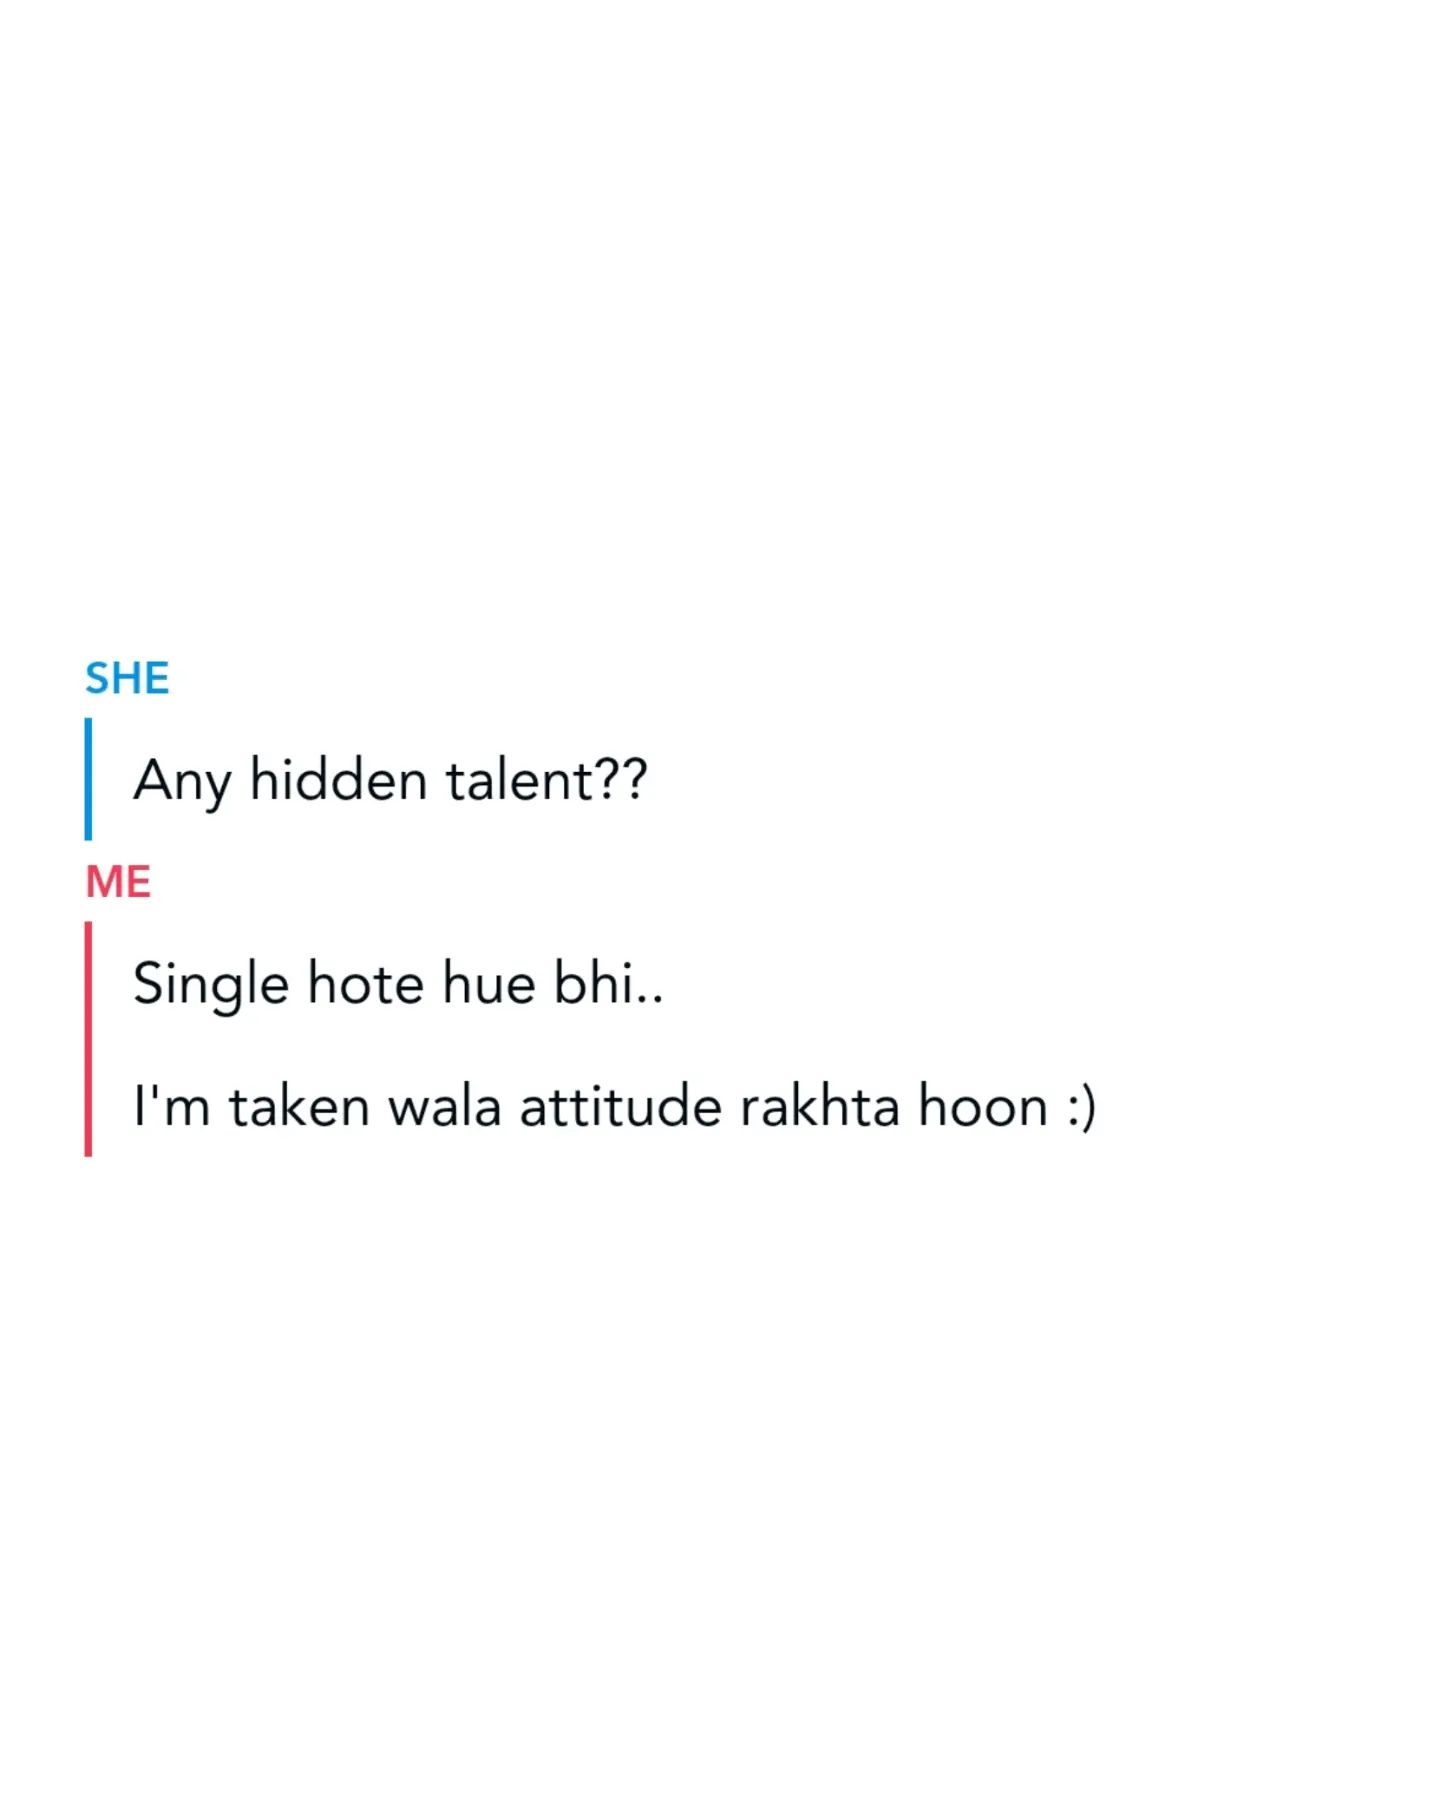 SHE
Any hidden talent??
ME
Single hote hue bhi..
I'm taken wala attitude rakhta hoon :)